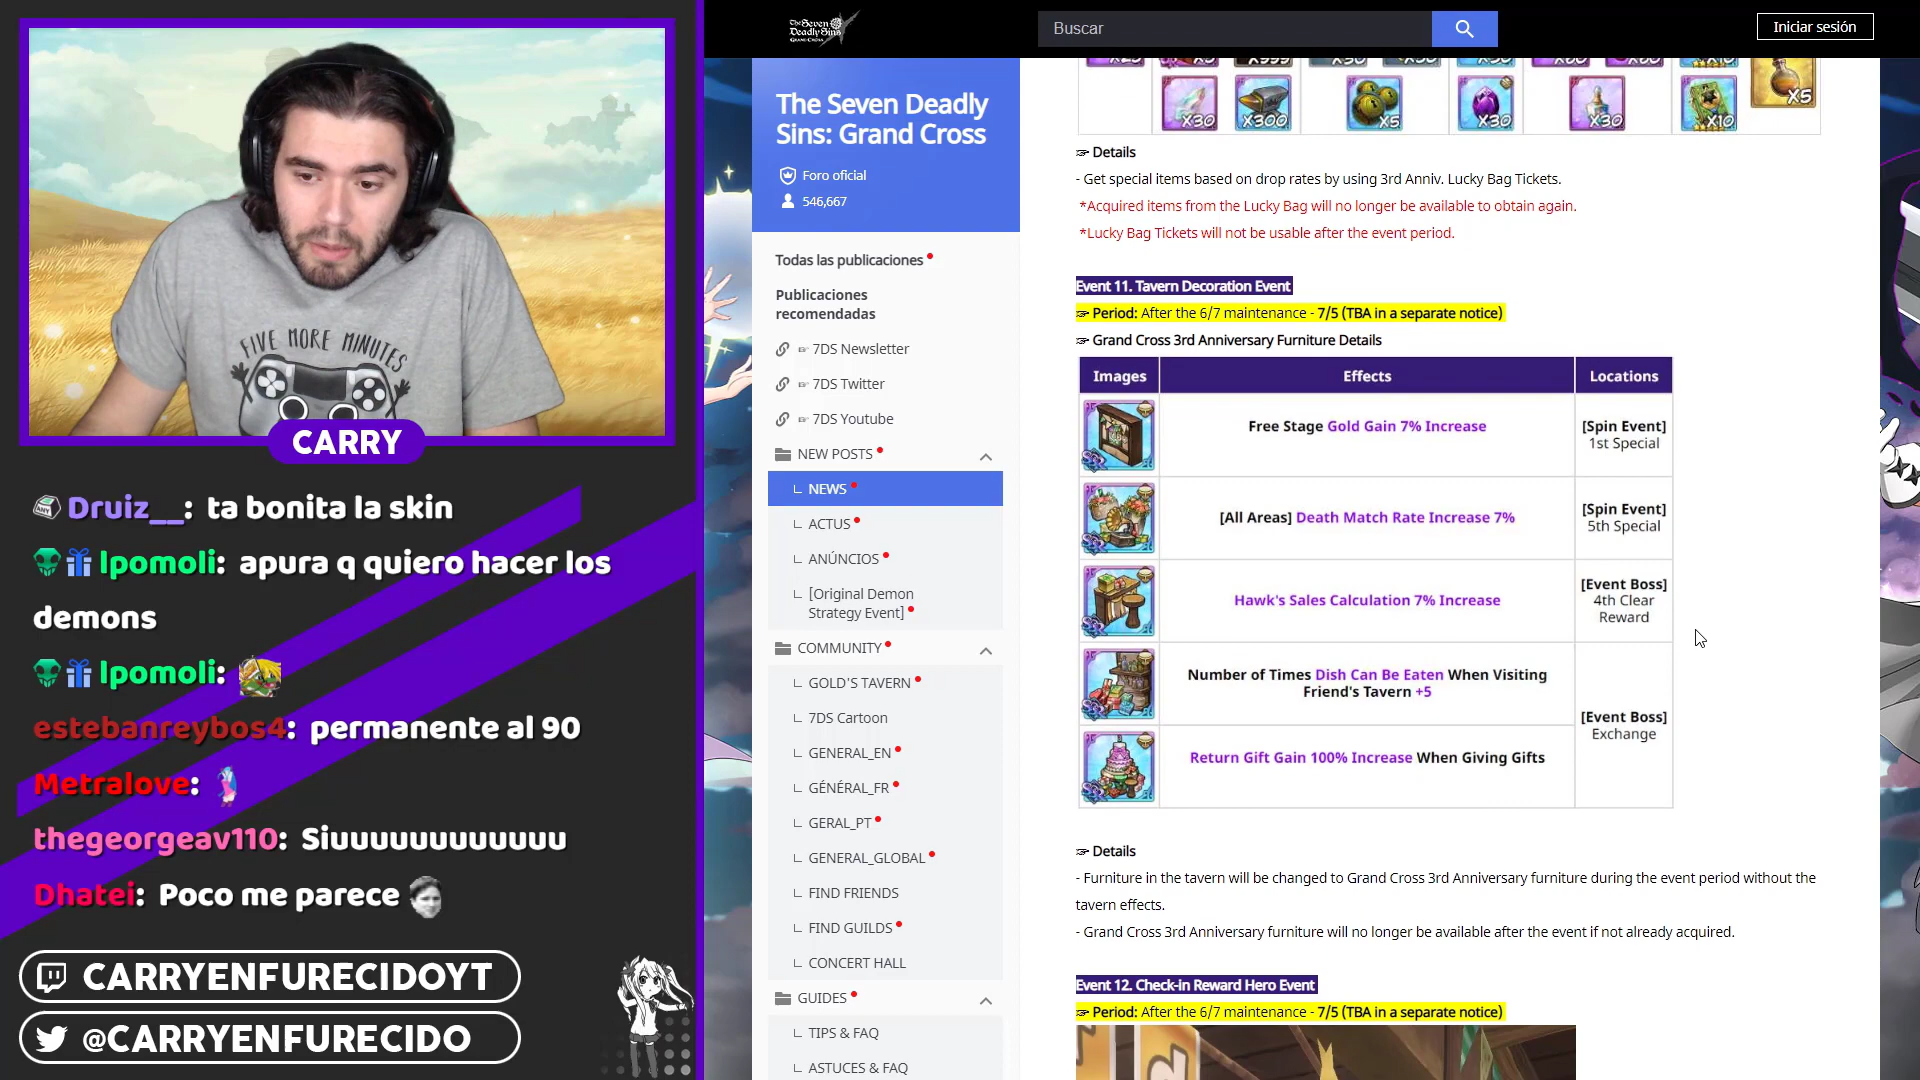 FIVE MORE MINUTES
CARRY
Druiz__: ta bonita la skin
lpomoli: apura q quiero hacer los
demons
lpomoli:
estebanreybos4: permanente al 90
Metralove:
thegeorgeav110: Siuuuuuuuuuuuu
Dhatei: Poco me parece
CARRYENFURECIDOYT
@CARRYENFURECIDO
The Seven Deadly Sins
GRAND CROSS
Buscar
Iniciar sesión
The Seven Deadly
Sins: Grand Cross
Foro oficial
546,667
Todas las publicaciones
Publicaciones
recomendadas
☞ 7DS Newsletter
☞ 7DS Twitter
☞ 7DS Youtube
NEW POSTS
NEWS
ACTUS
ANÚNCIOS
[Original Demon
Strategy Event]
COMMUNITY
GOLD'S TAVERN
7DS Cartoon
GENERAL_EN
GÉNÉRAL_FR
GERAL_PT
GENERAL_GLOBAL
FIND FRIENDS
FIND GUILDS
CONCERT HALL
GUIDES
TIPS & FAQ
ASTUCES & FAQ
X5
X30 X300 X5 X30 X30 X10
☞ Details
- Get special items based on drop rates by using 3rd Anniv. Lucky Bag Tickets.
*Acquired items from the Lucky Bag will no longer be available to obtain again.
*Lucky Bag Tickets will not be usable after the event period.
Event 11. Tavern Decoration Event
☞ Period: After the 6/7 maintenance - 7/5 (TBA in a separate notice)
☞ Grand Cross 3rd Anniversary Furniture Details
Images Effects Locations
Free Stage Gold Gain 7% Increase
[Spin Event]
1st Special
[All Areas] Death Match Rate Increase 7%
[Spin Event]
5th Special
Hawk's Sales Calculation 7% Increase
[Event Boss]
4th Clear
Reward
Number of Times Dish Can Be Eaten When Visiting
Friend's Tavern +5
[Event Boss]
Exchange
Return Gift Gain 100% Increase When Giving Gifts
☞ Details
- Furniture in the tavern will be changed to Grand Cross 3rd Anniversary furniture during the event period without the
tavern effects.
- Grand Cross 3rd Anniversary furniture will no longer be available after the event if not already acquired.
Event 12. Check-in Reward Hero Event
☞ Period: After the 6/7 maintenance - 7/5 (TBA in a separate notice)